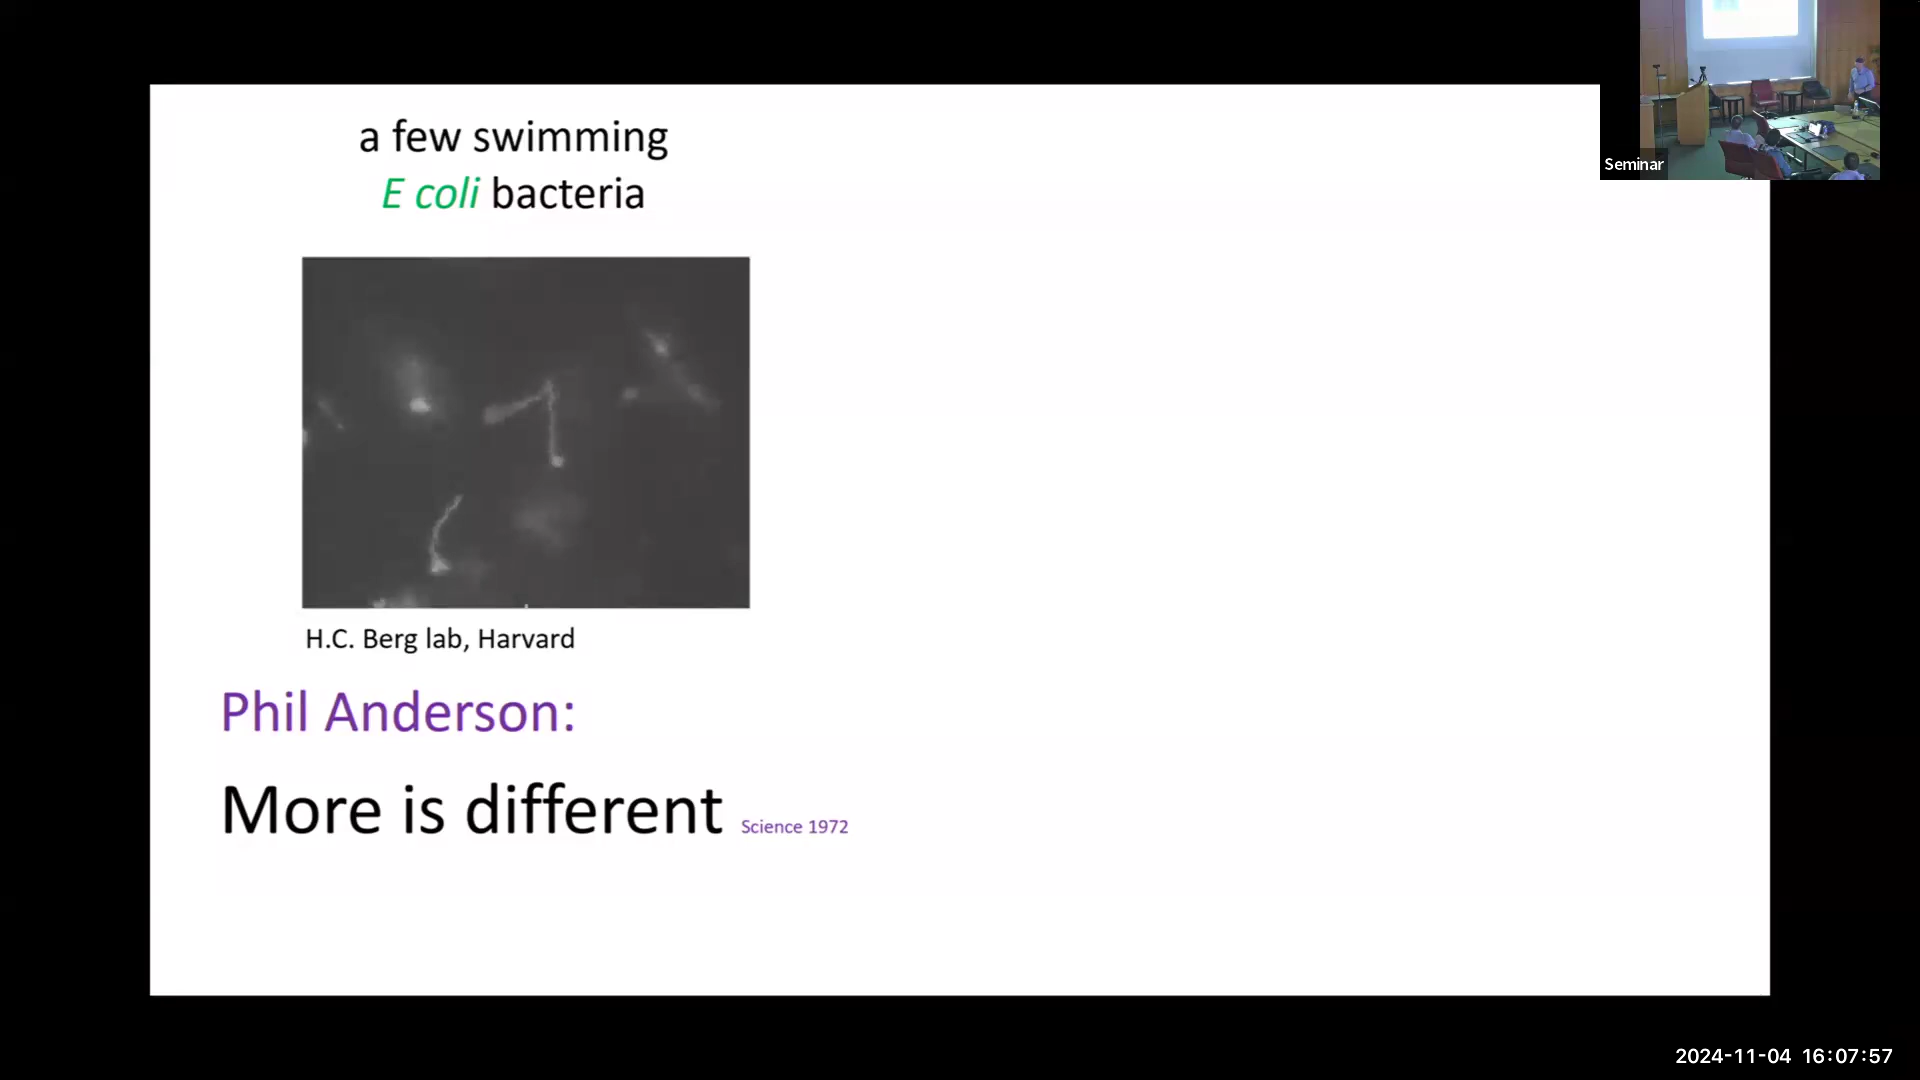 a few swimming
E coli bacteria
H.C. Berg lab, Harvard
Phil Anderson:
More is different Science 1972
Seminar
2024-11-04 16:07:57